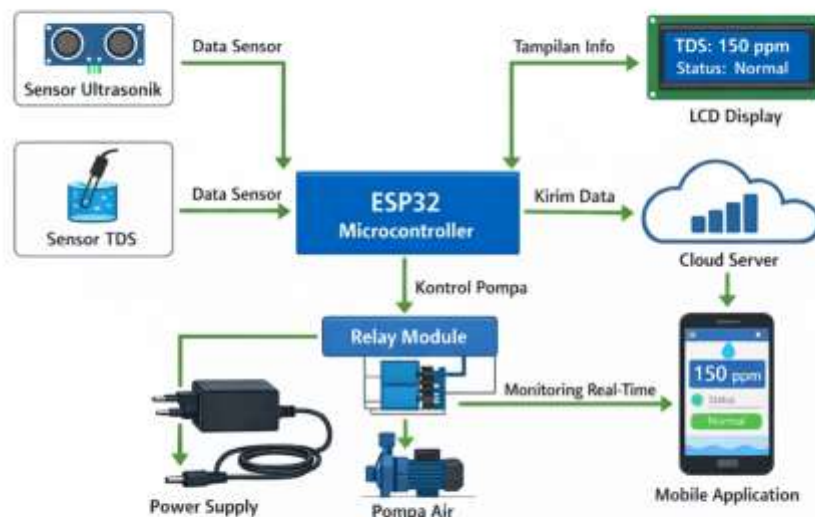 Sensor Ultrasonik
Data Sensor
Tampilan Info
TDS: 150 ppm
Status: Normal
LCD Display
Sensor TDS
Data Sensor
ESP32
Microcontroller
Kirim Data
Cloud Server
Kontrol Pompa
Relay Module
Monitoring Real-Time
150 ppm
Status
Normal
Power Supply
Pompa Air
Mobile Application